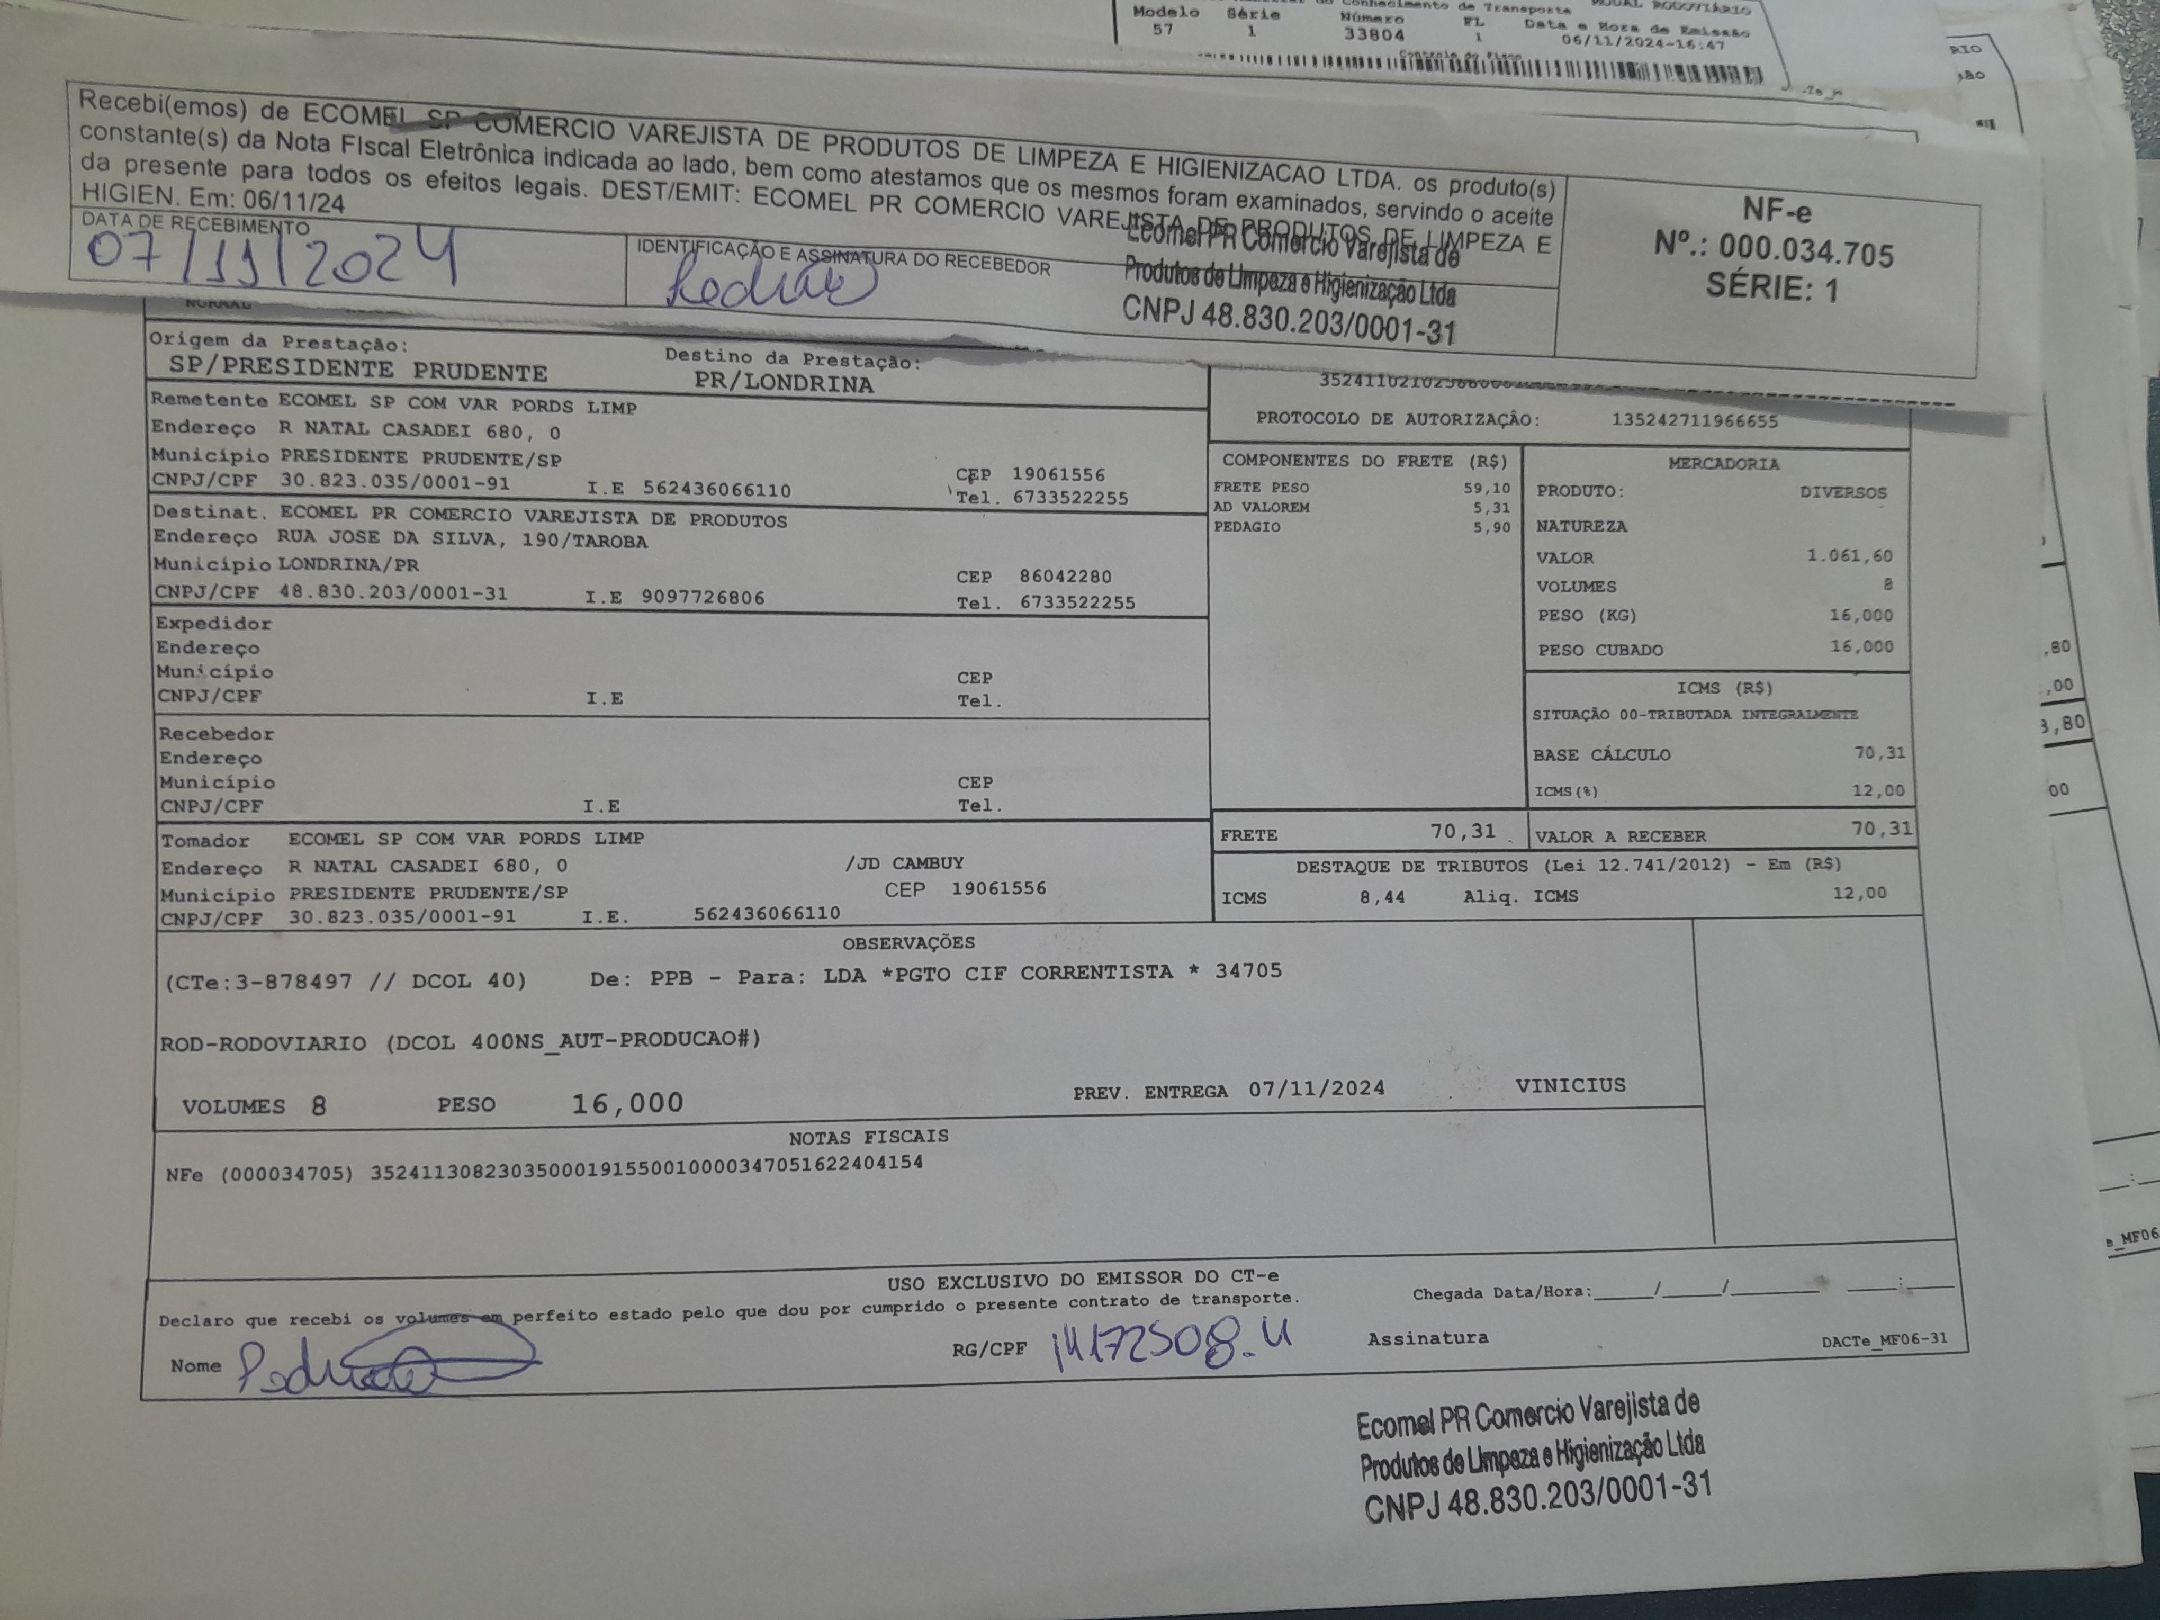 Conhecimento de Transporte
Modelo Série Número FL Data e Hora de Emissão
57 1 33804 1 06/11/2024-16:47
Controle do Fisco
Recebi(emos) de ECOMEL SP COMERCIO VAREJISTA DE PRODUTOS DE LIMPEZA E HIGIENIZACAO LTDA. os produto(s)
constante(s) da Nota FIscal Eletrônica indicada ao lado, bem como atestamos que os mesmos foram examinados, servindo o aceite
da presente para todos os efeitos legais. DEST/EMIT: ECOMEL PR COMERCIO VAREJISTA DE PRODUTOS DE LIMPEZA E
HIGIEN. Em: 06/11/24
NF-e
Nº.: 000.034.705
SÉRIE: 1
DATA DE RECEBIMENTO
07/11/2024
IDENTIFICAÇÃO E ASSINATURA DO RECEBEDOR
Ecomel PR Comercio Varejista de
Produtos de Limpeza e Higienização Ltda
CNPJ 48.830.203/0001-31
NORMAL
Origem da Prestação: Destino da Prestação:
SP/PRESIDENTE PRUDENTE PR/LONDRINA
PROTOCOLO DE AUTORIZAÇÃO: 135242711966655
Remetente ECOMEL SP COM VAR PORDS LIMP
Endereço R NATAL CASADEI 680, 0
Município PRESIDENTE PRUDENTE/SP CEP 19061556
CNPJ/CPF 30.823.035/0001-91 I.E 562436066110 Tel. 6733522255
Destinat. ECOMEL PR COMERCIO VAREJISTA DE PRODUTOS
Endereço RUA JOSE DA SILVA, 190/TAROBA
Município LONDRINA/PR CEP 86042280
CNPJ/CPF 48.830.203/0001-31 I.E 9097726806 Tel. 6733522255
Expedidor
Endereço
Município CEP
CNPJ/CPF I.E Tel.
Recebedor
Endereço
Município CEP
CNPJ/CPF I.E Tel.
Tomador ECOMEL SP COM VAR PORDS LIMP
Endereço R NATAL CASADEI 680, 0 /JD CAMBUY
Município PRESIDENTE PRUDENTE/SP CEP 19061556
CNPJ/CPF 30.823.035/0001-91 I.E. 562436066110
COMPONENTES DO FRETE (R$)
FRETE PESO 59,10
AD VALOREM 5,31
PEDAGIO 5,90
MERCADORIA
PRODUTO: DIVERSOS
NATUREZA
VALOR 1.061,60
VOLUMES 8
PESO (KG) 16,000
PESO CUBADO 16,000
ICMS (R$)
SITUAÇÃO 00-TRIBUTADA INTEGRALMENTE
BASE CÁLCULO 70,31
ICMS(%) 12,00
FRETE 70,31 VALOR A RECEBER 70,31
DESTAQUE DE TRIBUTOS (Lei 12.741/2012) - Em (R$)
ICMS 8,44 Aliq. ICMS 12,00
OBSERVAÇÕES
(CTe:3-878497 // DCOL 40) De: PPB - Para: LDA *PGTO CIF CORRENTISTA * 34705
ROD-RODOVIARIO (DCOL 400NS_AUT-PRODUCAO#)
VOLUMES 8 PESO 16,000 PREV. ENTREGA 07/11/2024 VINICIUS
NOTAS FISCAIS
NFe (000034705) 35241130823035000191550010000347051622404154
USO EXCLUSIVO DO EMISSOR DO CT-e
Declaro que recebi os volumes em perfeito estado pelo que dou por cumprido o presente contrato de transporte.
Chegada Data/Hora:_____/_____/________ ____:____
Nome
RG/CPF
Assinatura
DACTe_MF06-31
Ecomel PR Comercio Varejista de
Produtos de Limpeza e Higienização Ltda
CNPJ 48.830.203/0001-31